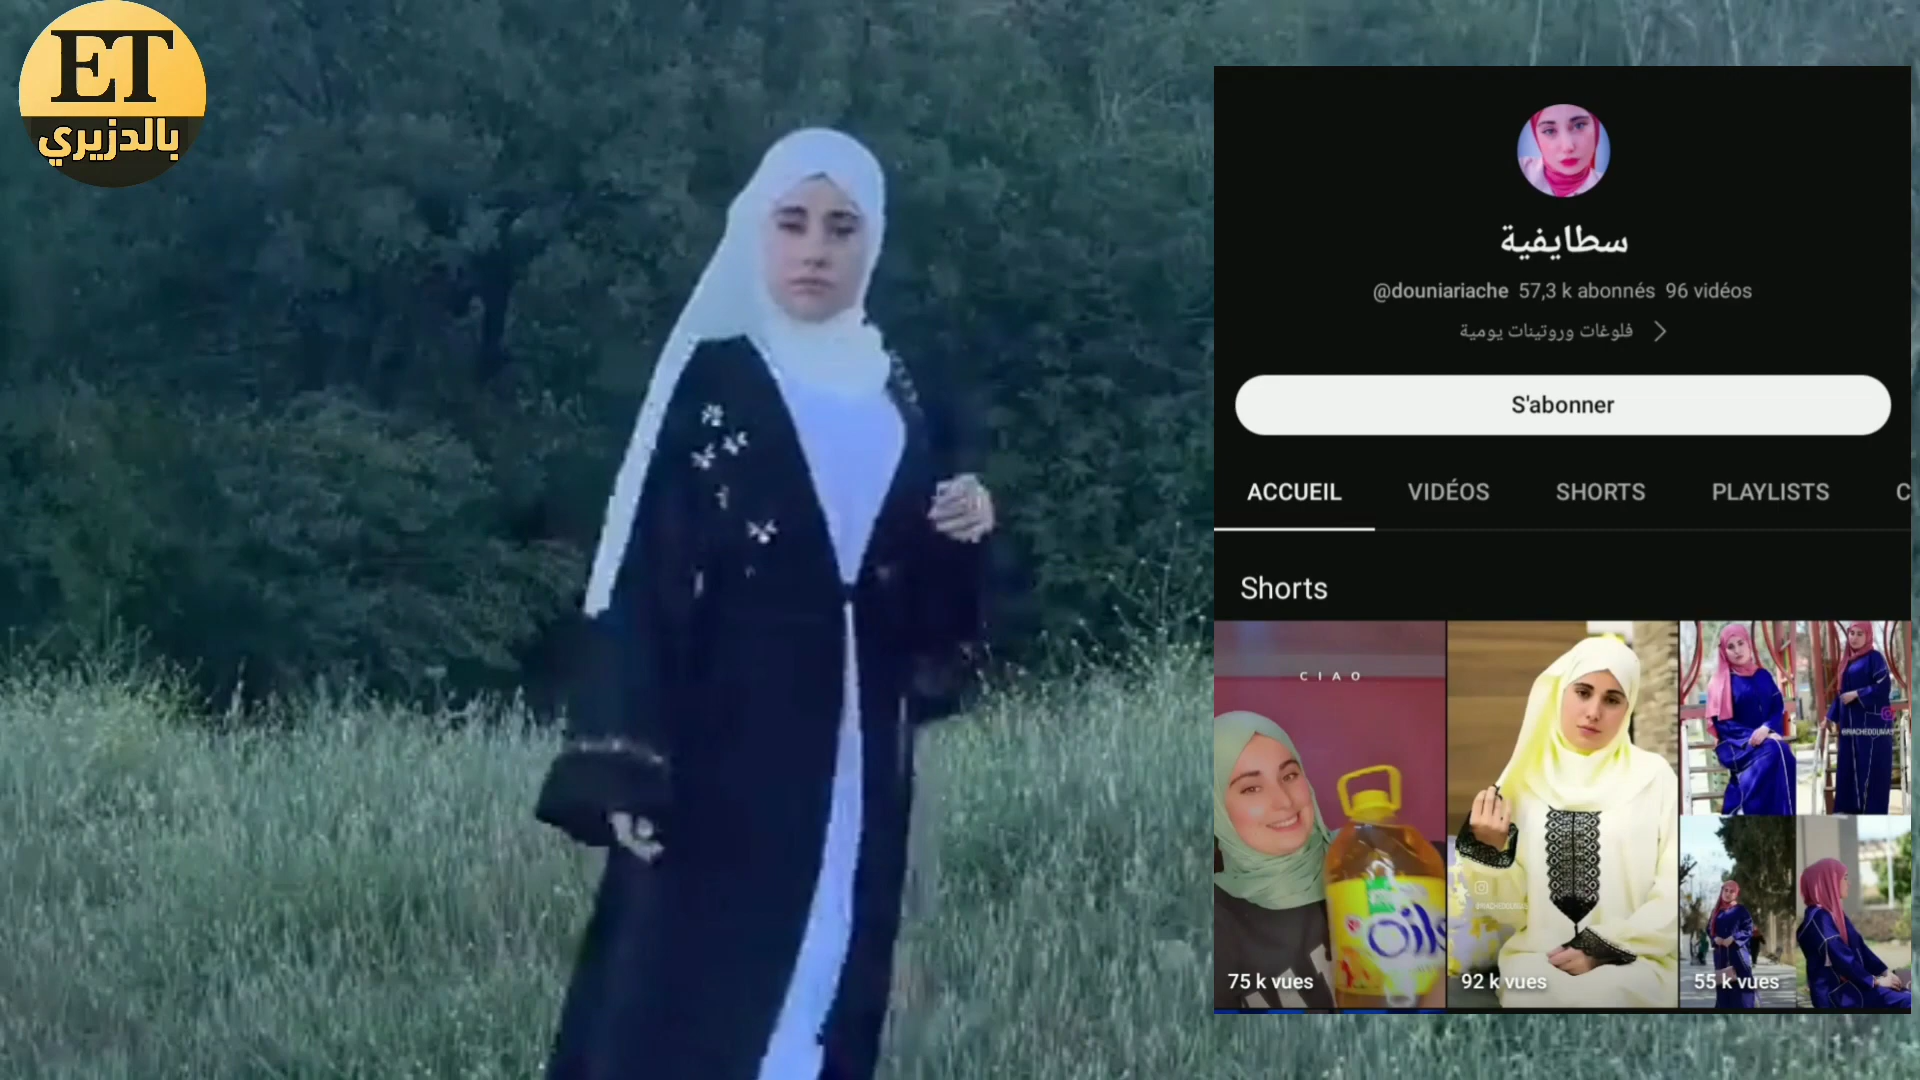 ET
بالدزيري
سطايفية
@douniariache 57,3 k abonnés 96 vidéos
فلوغات وروتينات يومية
S'abonner
ACCUEIL VIDÉOS SHORTS PLAYLISTS C
Shorts
CIAO
Oil
75 k vues
92 k vues
55 k vues